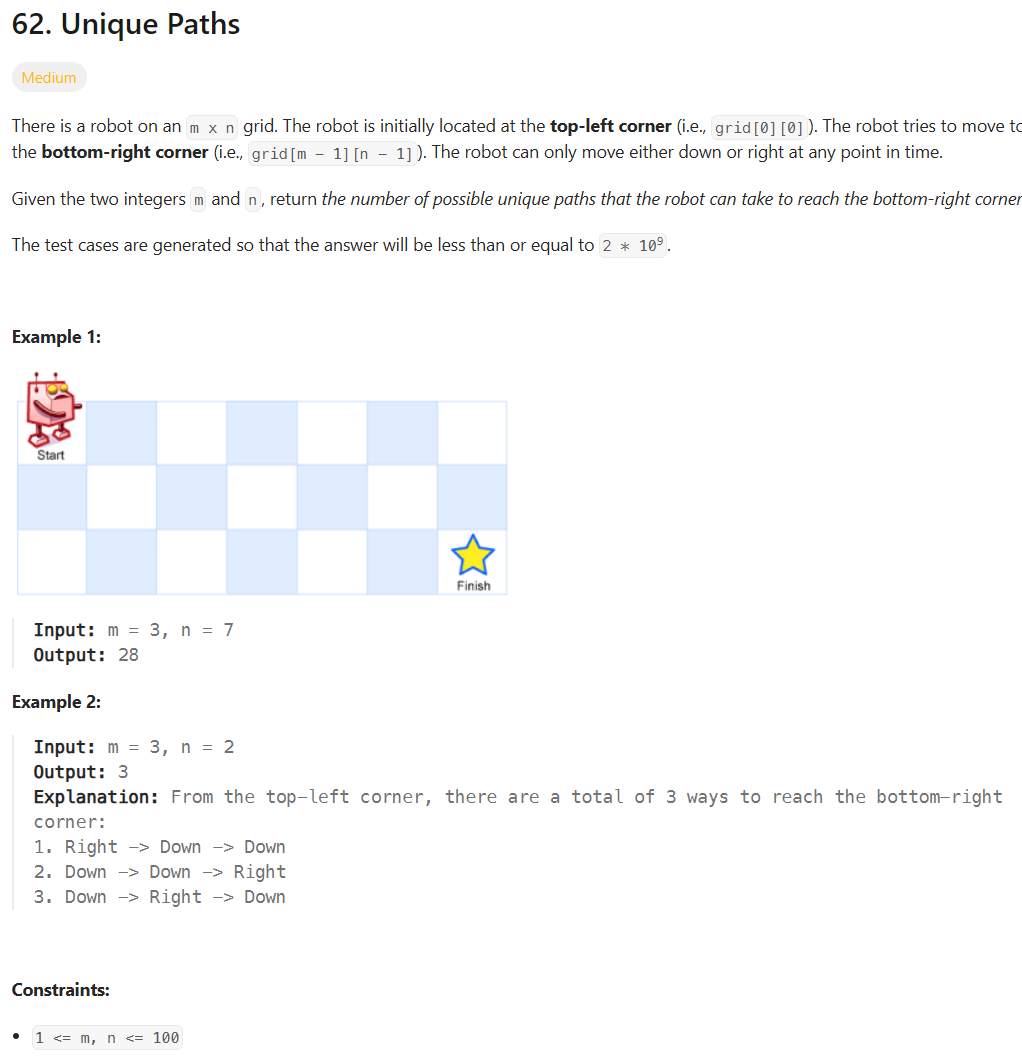 62. Unique Paths
Medium
There is a robot on an m x n grid. The robot is initially located at the top-left corner (i.e., grid[0][0]). The robot tries to move to
the bottom-right corner (i.e., grid[m - 1][n - 1]). The robot can only move either down or right at any point in time.
Given the two integers m and n, return the number of possible unique paths that the robot can take to reach the bottom-right corner
The test cases are generated so that the answer will be less than or equal to 2 * 10⁹.
Example 1:
Start
Finish
Input: m = 3, n = 7
Output: 28
Example 2:
Input: m = 3, n = 2
Output: 3
Explanation: From the top-left corner, there are a total of 3 ways to reach the bottom-right
corner:
1. Right -> Down -> Down
2. Down -> Down -> Right
3. Down -> Right -> Down
Constraints:
• 1 <= m, n <= 100